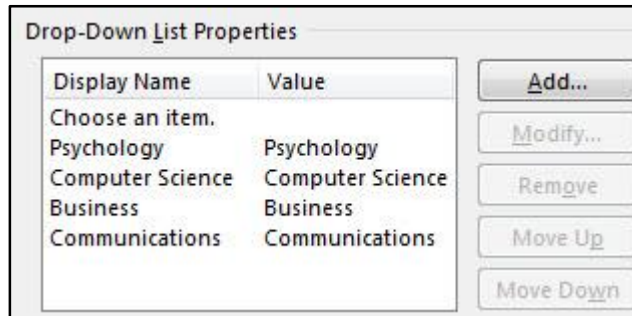 Drop-Down List Properties
Display Name Value
Choose an item.
Psychology Psychology
Computer Science Computer Science
Business Business
Communications Communications
Add...
Modify...
Remove
Move Up
Move Down